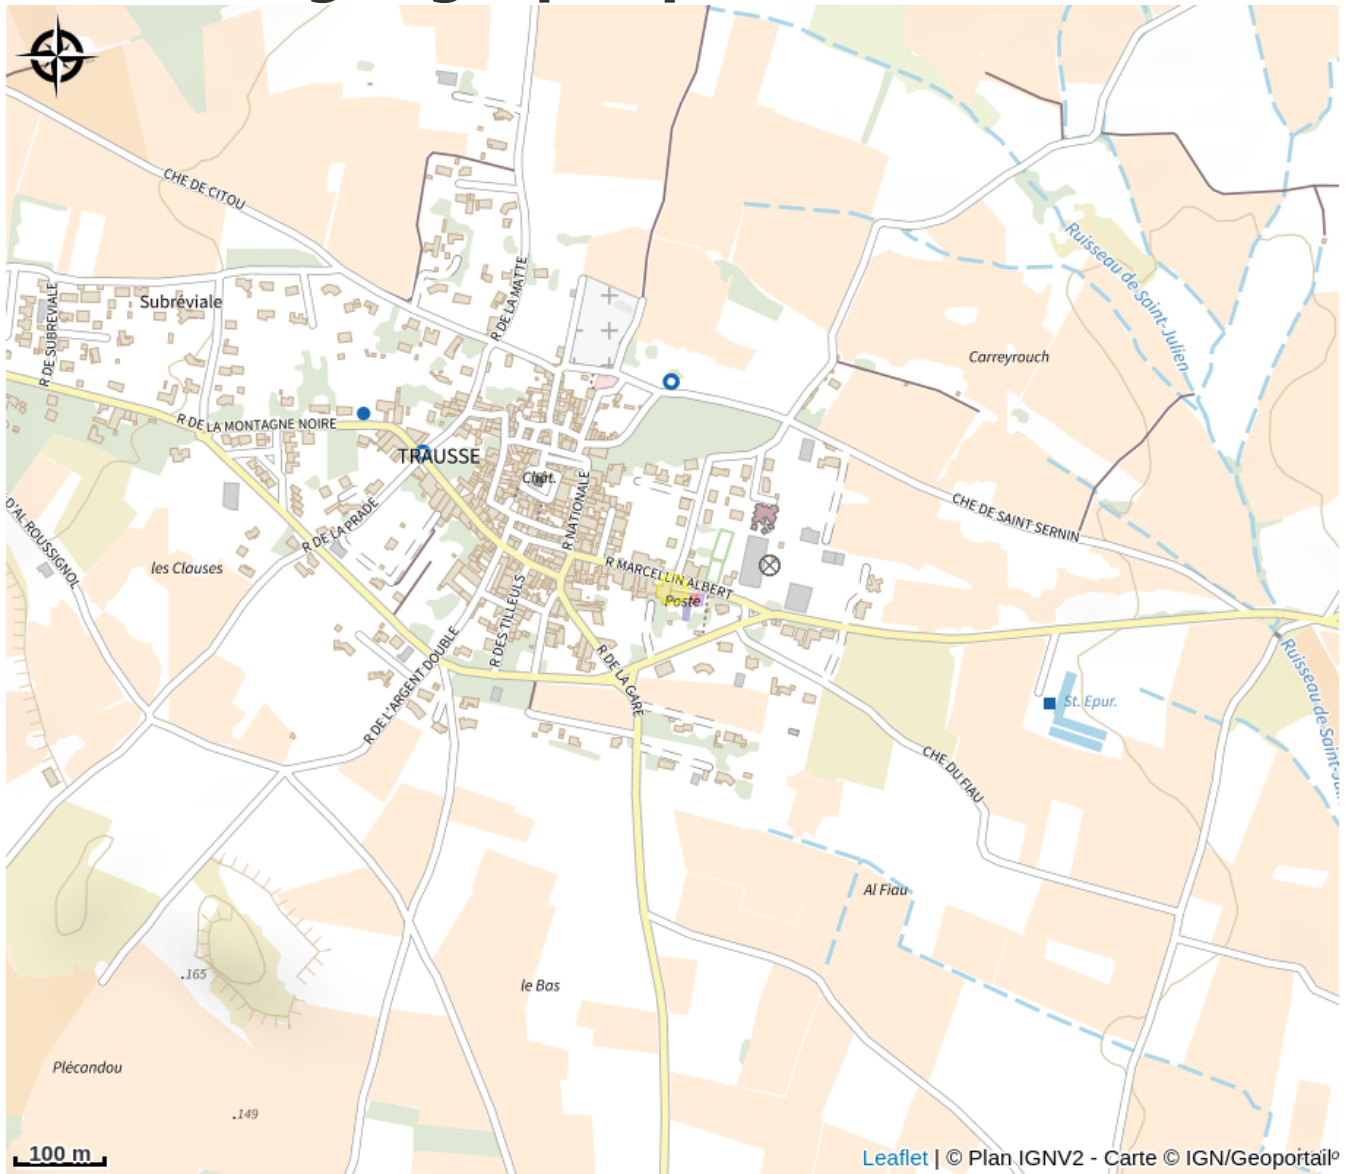 CHE DE CITOU
R DE LA MATTE
Ruisseau de Saint-Julien
Subréviale
R DE SUBREVIALE
Carreyrouch
R DE LA MONTAGNE NOIRE
TRAUSSE
Chât.
R NATIONALE
CHE DE SAINT SERNIN
D'AL ROUSSIGNOL
R DE LA PRADE
les Clauses
R MARCELLIN ALBERT
Poste
R DES TILLEULS
R DE L'ARGENT DOUBLE
R DE LA GARE
St. Epur.
Ruisseau de Saint-Ju
CHE DU FIAU
Al Fiau
.165
le Bas
Plécandou
.149
100 m
Leaflet | © Plan IGNV2 - Carte © IGN/Geoportail